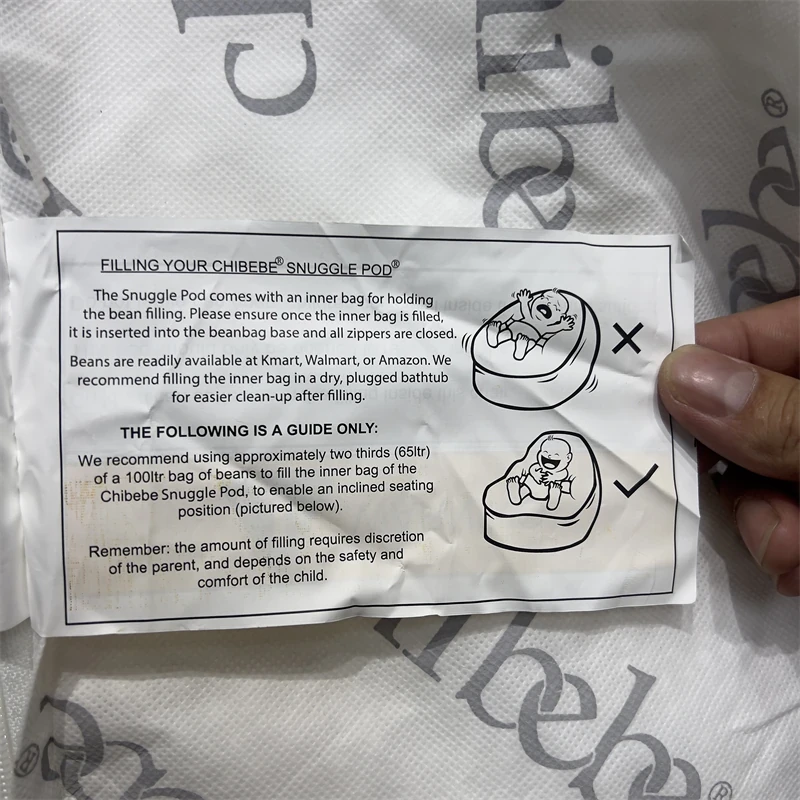 chibebe
chibebe
chibebe®
FILLING YOUR CHIBEBE® SNUGGLE POD®
The Snuggle Pod comes with an inner bag for holding
the bean filling. Please ensure once the inner bag is filled,
it is inserted into the beanbag base and all zippers are closed.
Beans are readily available at Kmart, Walmart, or Amazon. We
recommend filling the inner bag in a dry, plugged bathtub
for easier clean-up after filling.
THE FOLLOWING IS A GUIDE ONLY:
We recommend using approximately two thirds (65ltr)
of a 100ltr bag of beans to fill the inner bag of the
Chibebe Snuggle Pod, to enable an inclined seating
position (pictured below).
Remember: the amount of filling requires discretion
of the parent, and depends on the safety and
comfort of the child.
chibebe®